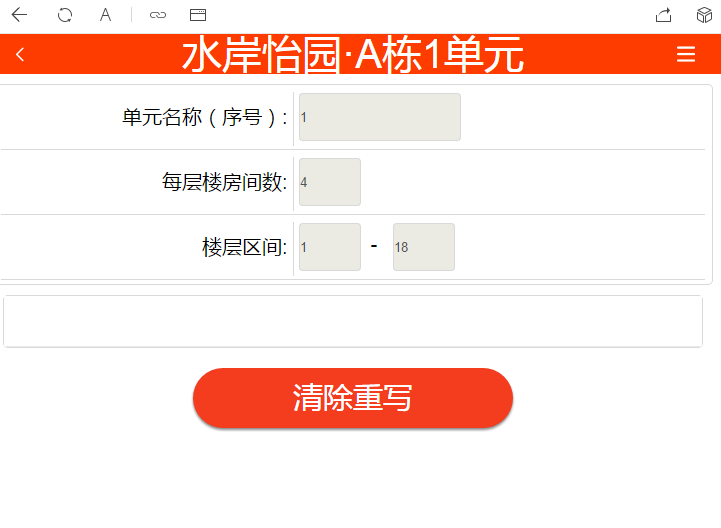 A
水岸怡园·A栋1单元
单元名称（序号）: 1
每层楼房间数: 4
楼层区间: 1 - 18
清除重写